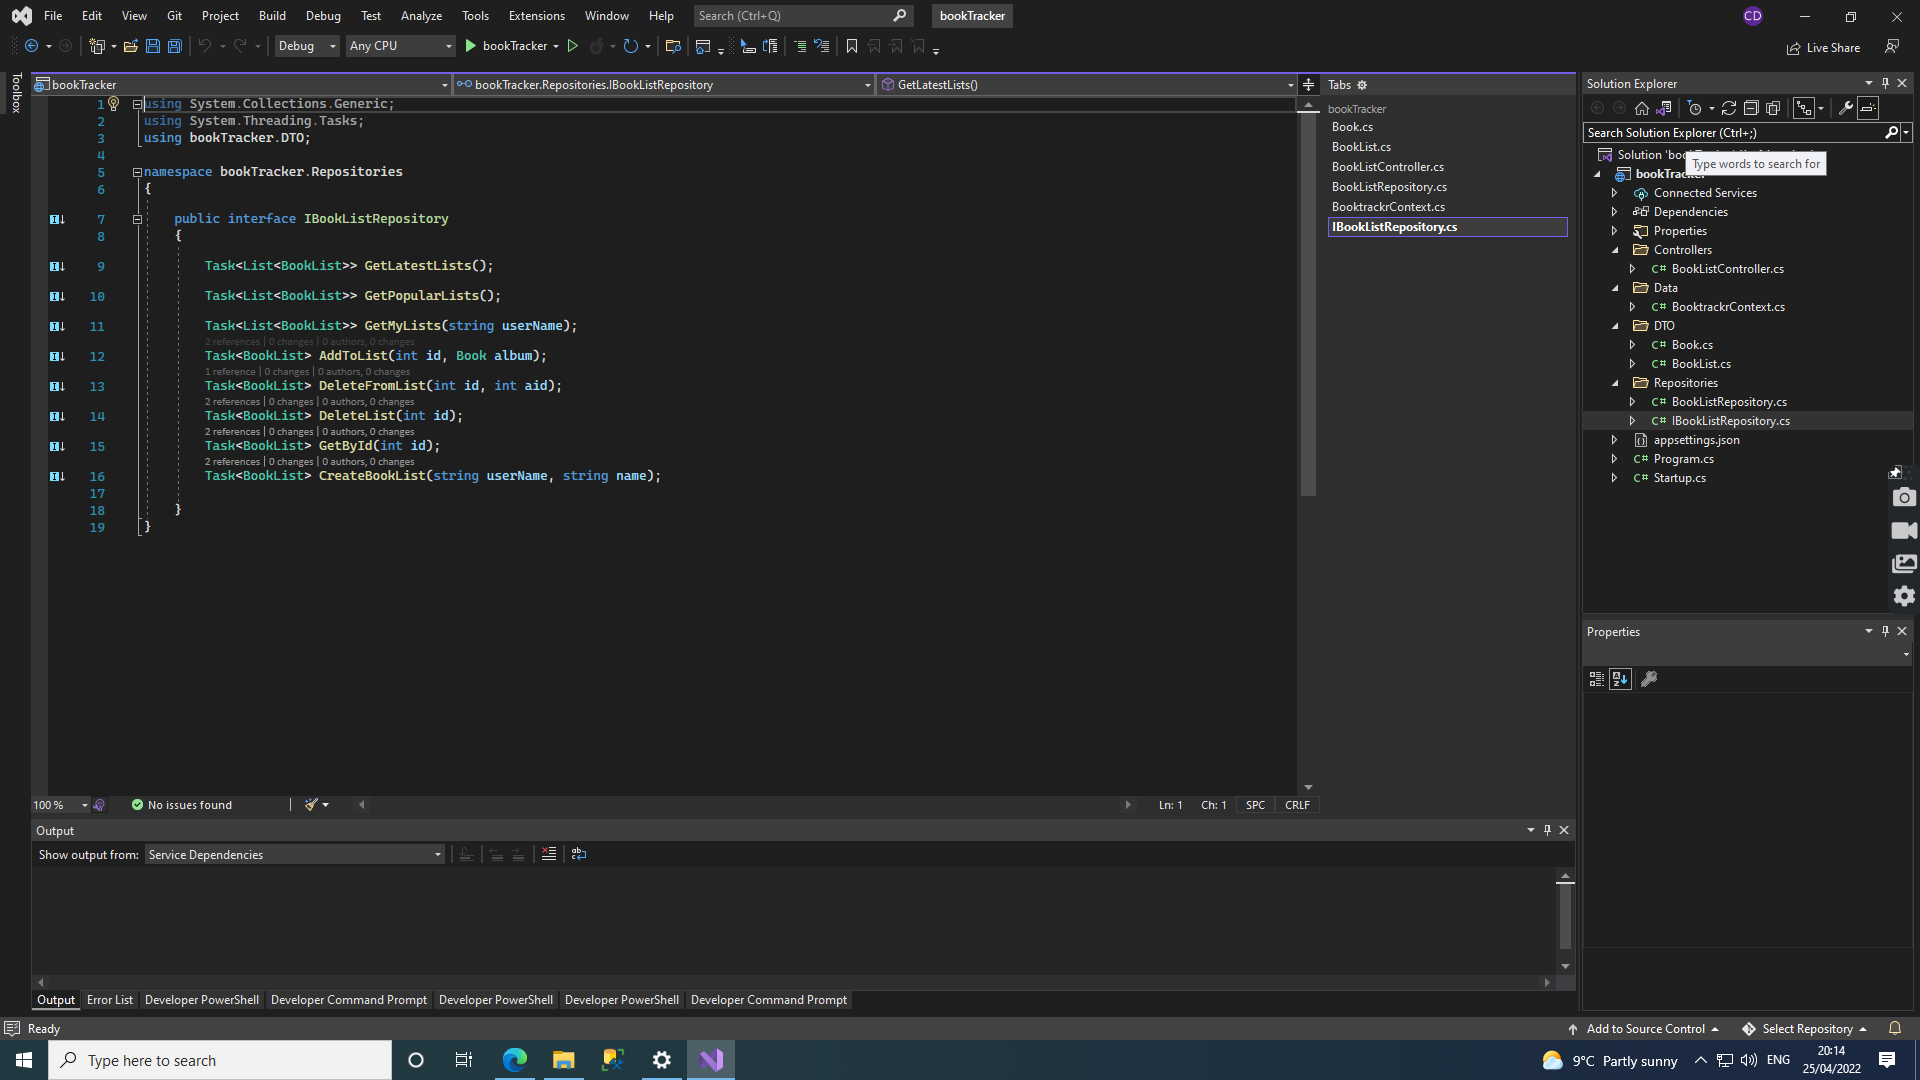 File Edit View Git Project Build Debug Test Analyze Tools Extensions Window Help Search (Ctrl+Q) bookTracker CD
Debug Any CPU bookTracker Live Share
Toolbox
bookTracker bookTracker.Repositories.IBookListRepository GetLatestLists()
1 using System.Collections.Generic;
2 using System.Threading.Tasks;
3 using bookTracker.DTO;
4
5 namespace bookTracker.Repositories
6 {
7 public interface IBookListRepository
8 {
9 Task<List<BookList>> GetLatestLists();
10 Task<List<BookList>> GetPopularLists();
11 Task<List<BookList>> GetMyLists(string userName);
2 references | 0 changes | 0 authors, 0 changes
12 Task<BookList> AddToList(int id, Book album);
1 reference | 0 changes | 0 authors, 0 changes
13 Task<BookList> DeleteFromList(int id, int aid);
2 references | 0 changes | 0 authors, 0 changes
14 Task<BookList> DeleteList(int id);
2 references | 0 changes | 0 authors, 0 changes
15 Task<BookList> GetById(int id);
2 references | 0 changes | 0 authors, 0 changes
16 Task<BookList> CreateBookList(string userName, string name);
17
18 }
19 }
100 % No issues found Ln: 1 Ch: 1 SPC CRLF
Tabs
bookTracker
Book.cs
BookList.cs
BookListController.cs
BookListRepository.cs
BooktrackrContext.cs
IBookListRepository.cs
Solution Explorer
Search Solution Explorer (Ctrl+;)
Solution 'boo
Type words to search for
bookTracker
Connected Services
Dependencies
Properties
Controllers
C# BookListController.cs
Data
C# BooktrackrContext.cs
DTO
C# Book.cs
C# BookList.cs
Repositories
C# BookListRepository.cs
C# IBookListRepository.cs
appsettings.json
C# Program.cs
C# Startup.cs
Properties
Output
Show output from: Service Dependencies
Output Error List Developer PowerShell Developer Command Prompt Developer PowerShell Developer PowerShell Developer Command Prompt
Ready Add to Source Control Select Repository
Type here to search 9°C Partly sunny ENG 20:14
25/04/2022